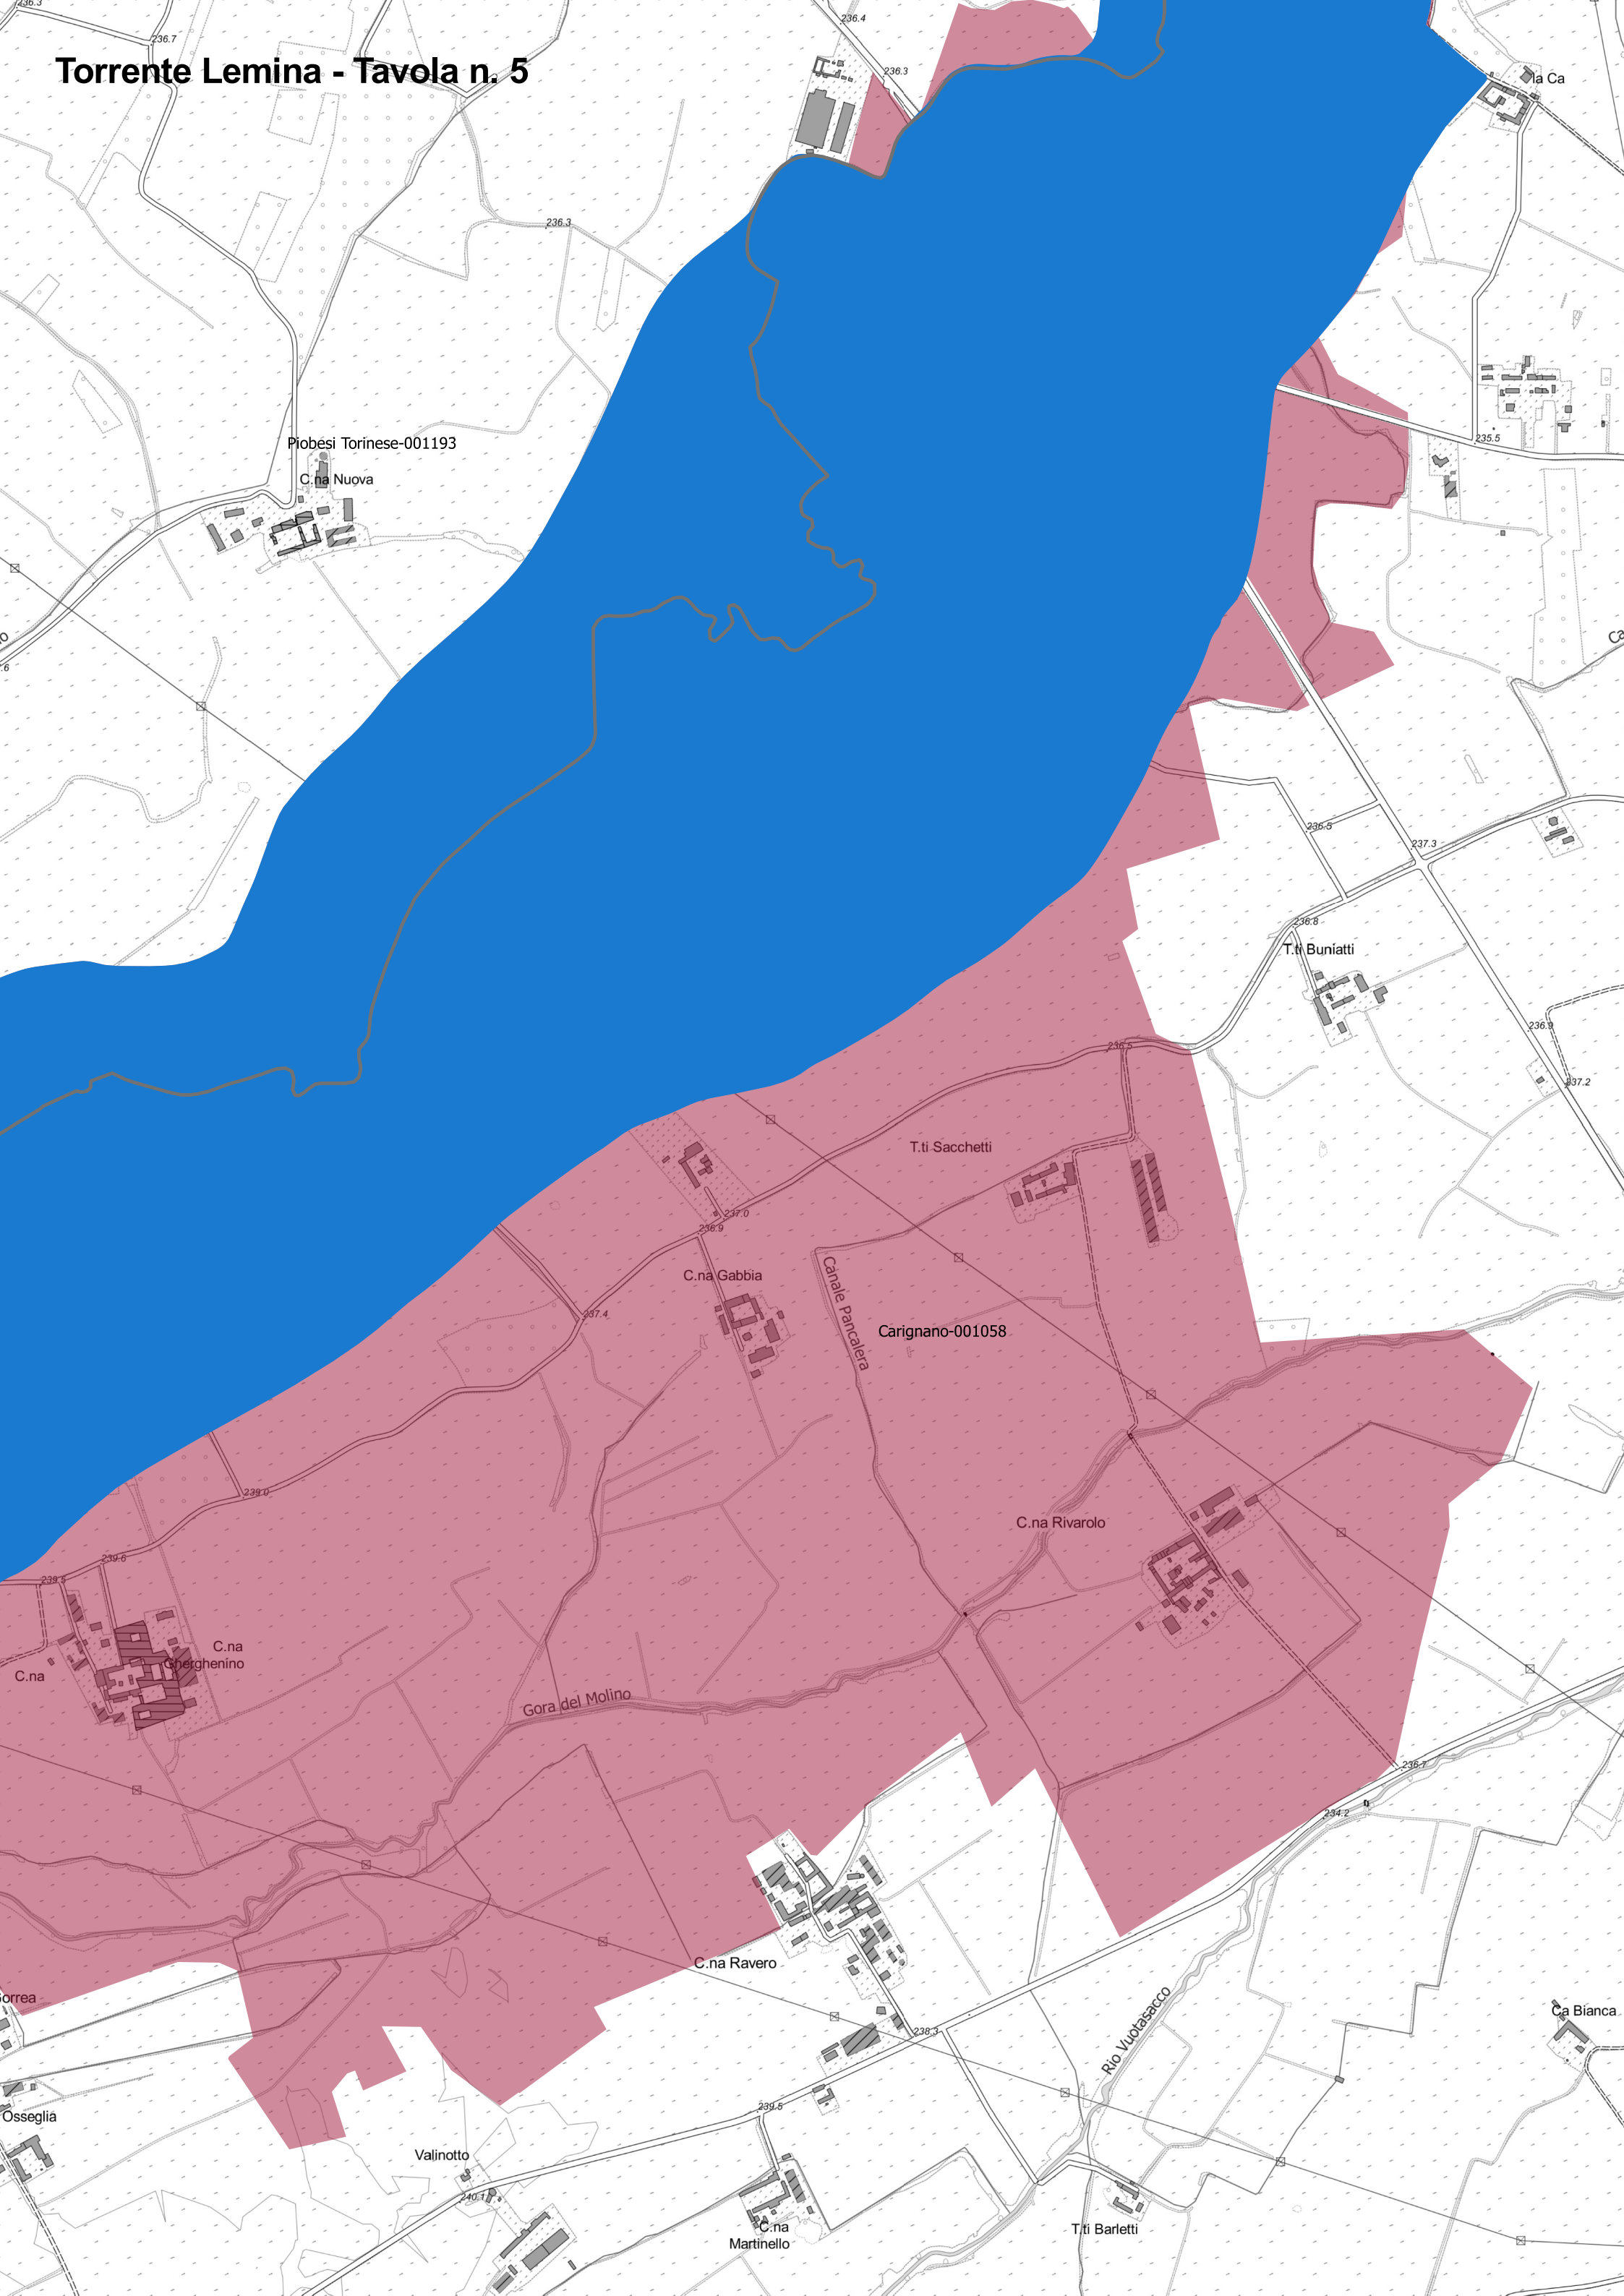 236.3
236.4
236.7
Torrente Lemina - Tavola n. 5
236.3
la Ca
236.3
235.5
Piobesi Torinese-001193
C.na Nuova
236.5
237.3
236.8
T.ti Buniatti
236.9
236.5
237.2
T.ti Sacchetti
237.0
236.9
C.na Gabbia
Canale Pancalera
237.4
Carignano-001058
239.0
C.na Rivarolo
239.6
239.5
C.na
Gherghenino
C.na
Gora del Molino
236.7
234.2
C.na Ravero
Rio Vuotasacco
Ca Bianca
238.3
239.5
Osseglia
Valinotto
240.1
C.na
Martinello
T.ti Barletti